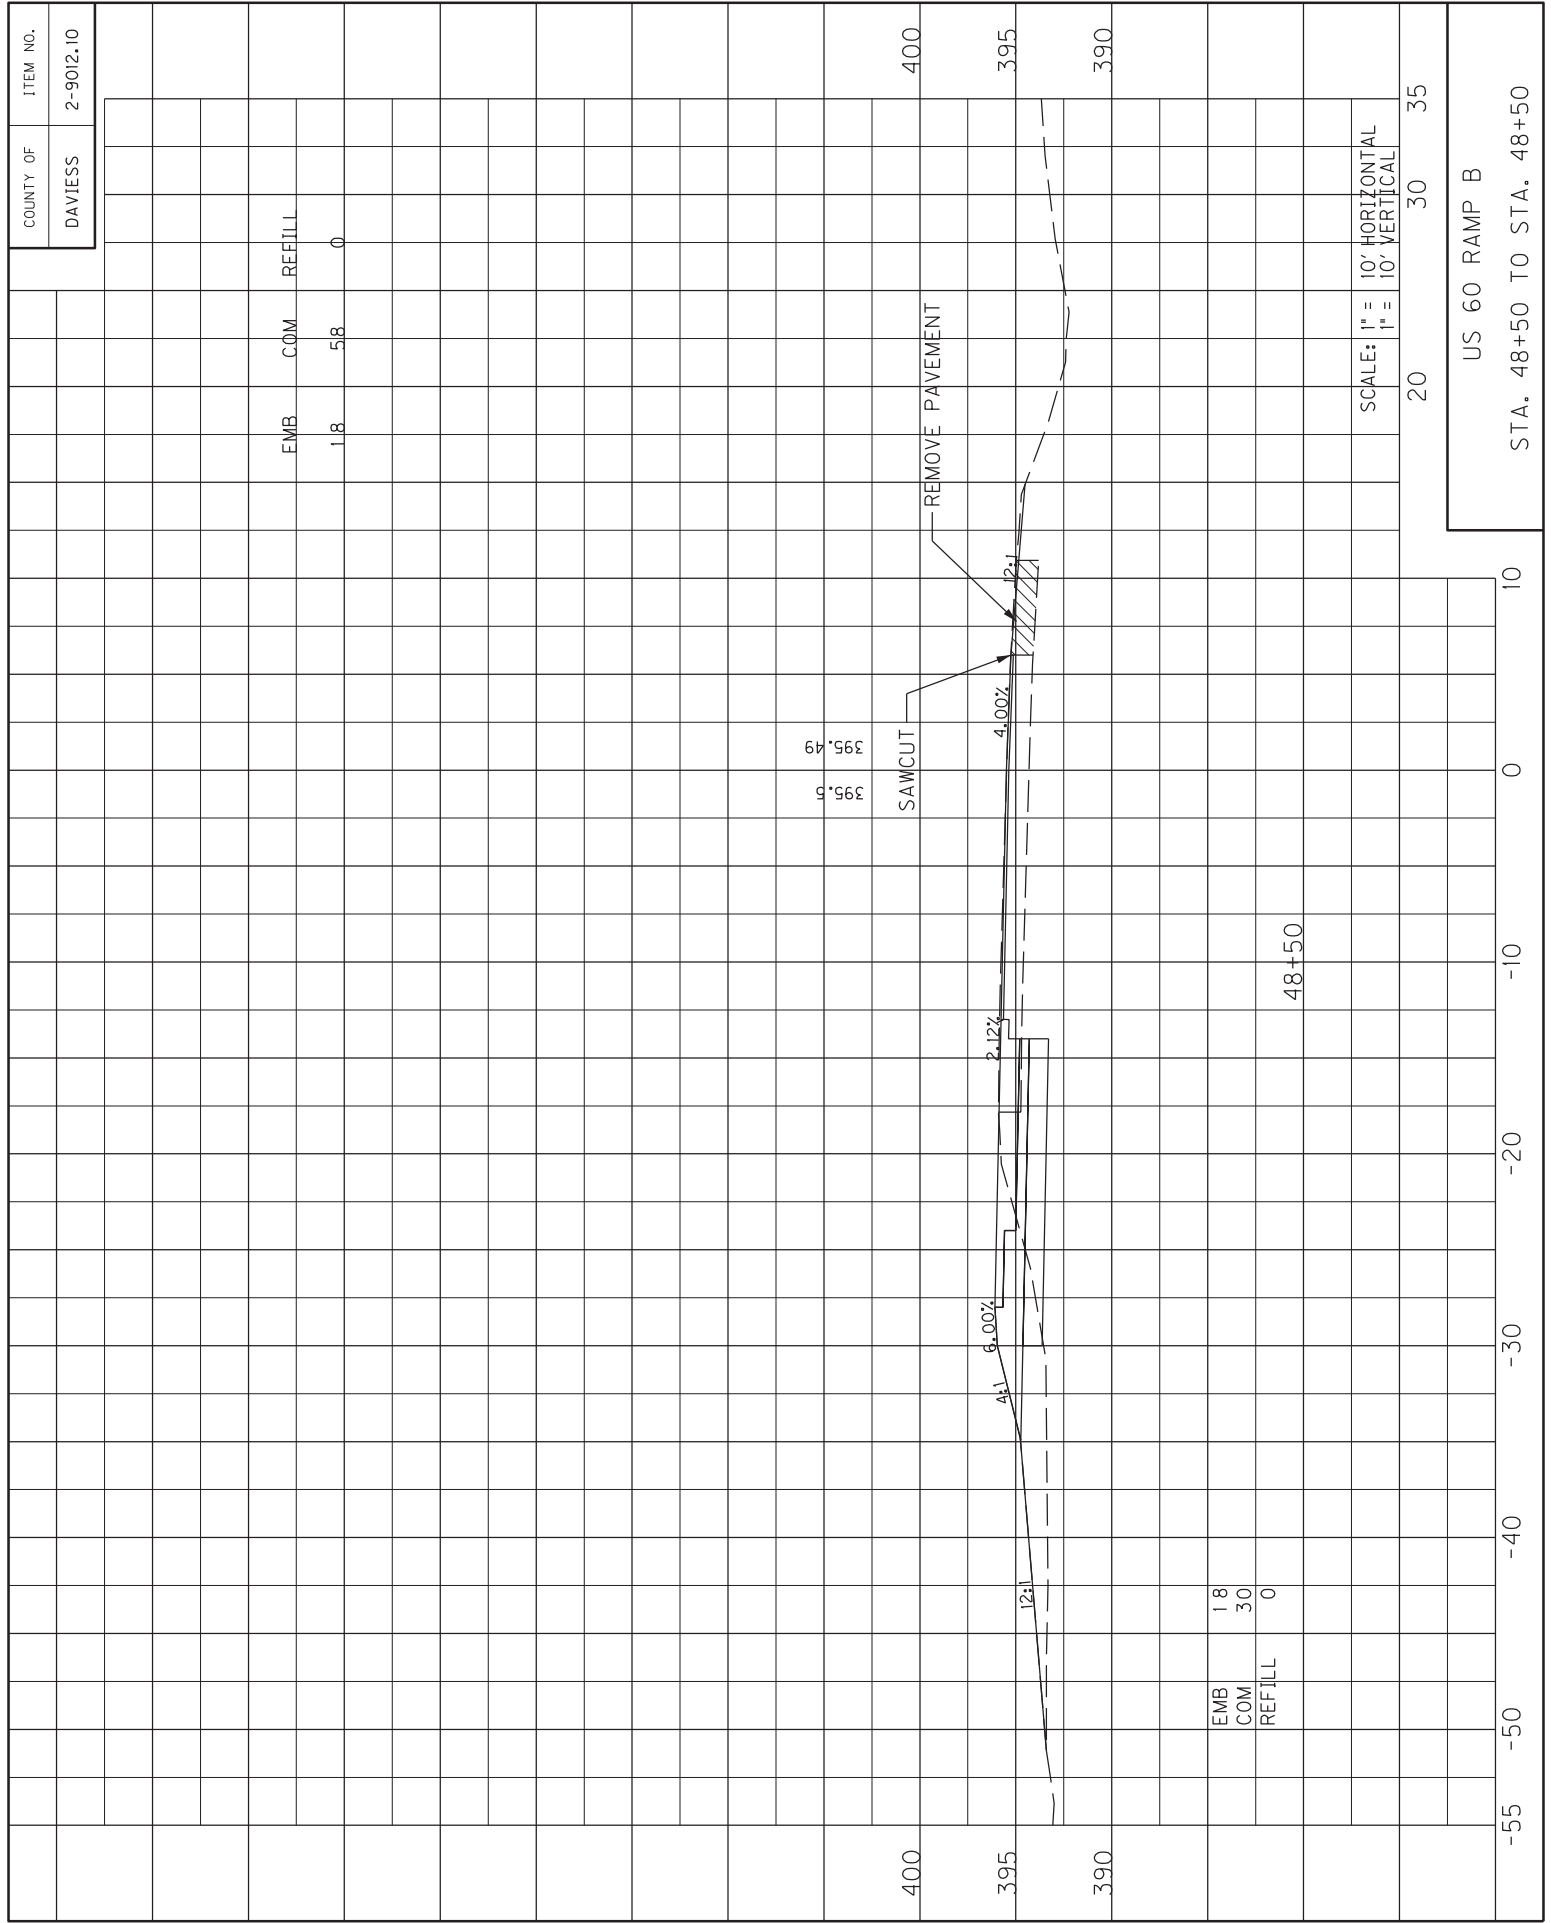 COUNTY OF ITEM NO.
DAVIESS 2-9012.10
EMB COM REFILL
18 58 0
395.5 395.49
400 400
SAWCUT REMOVE PAVEMENT
395 395
12:1 4:1 6.00% 2.12% 4.00% 12:1
390 390
EMB 18
COM 30
REFILL 0
48+50
SCALE: 1" = 10' HORIZONTAL
1" = 10' VERTICAL
20 30 35
-55 -50 -40 -30 -20 -10 0 10
US 60 RAMP B
STA. 48+50 TO STA. 48+50